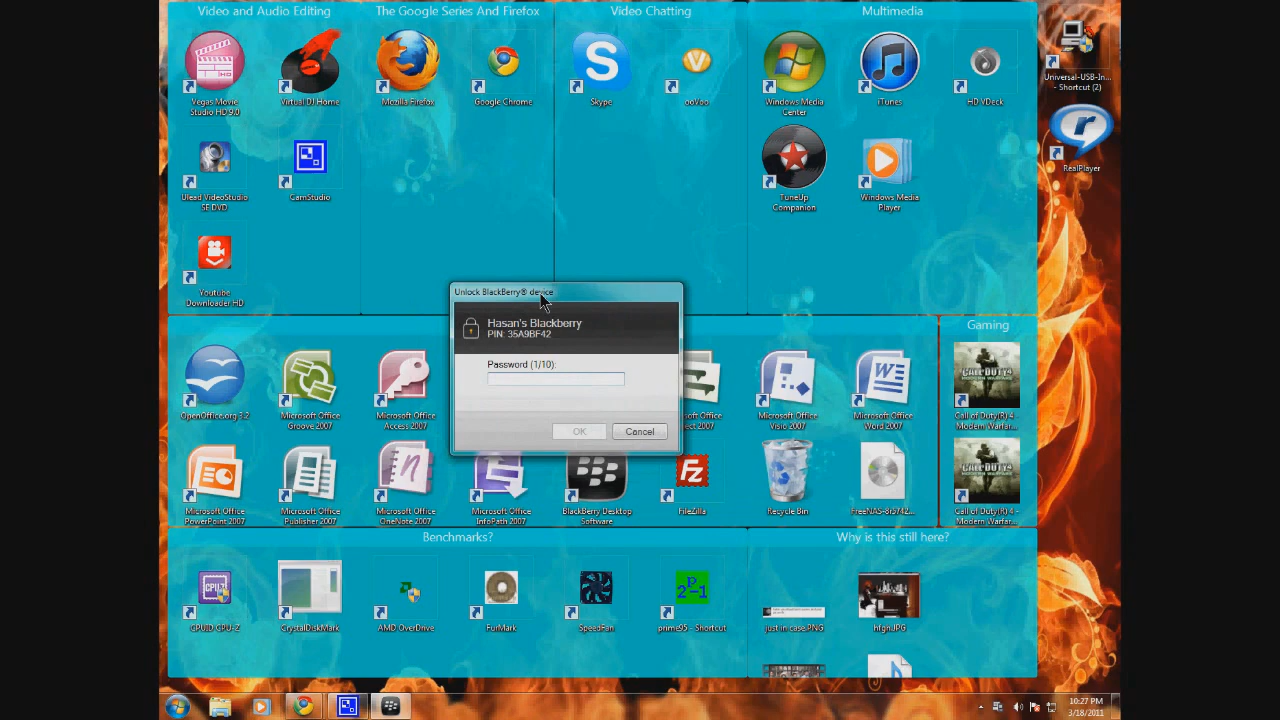 Video and Audio Editing
The Google Series And Firefox
Video Chatting
Multimedia
Vegas Movie
Studio HD 9.0
Virtual DJ Home
Mozilla Firefox
Google Chrome
Skype
ooVoo
Windows Media
Center
iTunes
HD VDeck
Universal-USB-In...
- Shortcut (2)
Ulead VideoStudio
SE DVD
CamStudio
TuneUp
Companion
Windows Media
Player
RealPlayer
Youtube
Downloader HD
Unlock BlackBerry® device
Hasan's Blackberry
PIN: 35A9BF42
Password (1/10):
OK
Cancel
Gaming
OpenOffice.org 3.2
Microsoft Office
Groove 2007
Microsoft Office
Access 2007
Microsoft Office
Visio 2007
Microsoft Office
Word 2007
Call of Duty(R) 4 -
Modern Warfar...
Microsoft Office
PowerPoint 2007
Microsoft Office
Publisher 2007
Microsoft Office
OneNote 2007
Microsoft Office
InfoPath 2007
BlackBerry Desktop
Software
FileZilla
Recycle Bin
FreeNAS-8r5742...
Call of Duty(R) 4 -
Modern Warfar...
Benchmarks?
Why is this still here?
CPUID CPU-Z
CrystalDiskMark
AMD OverDrive
FurMark
SpeedFan
prime95 - Shortcut
just in case.PNG
hfgn.JPG
10:27 PM
3/18/2011